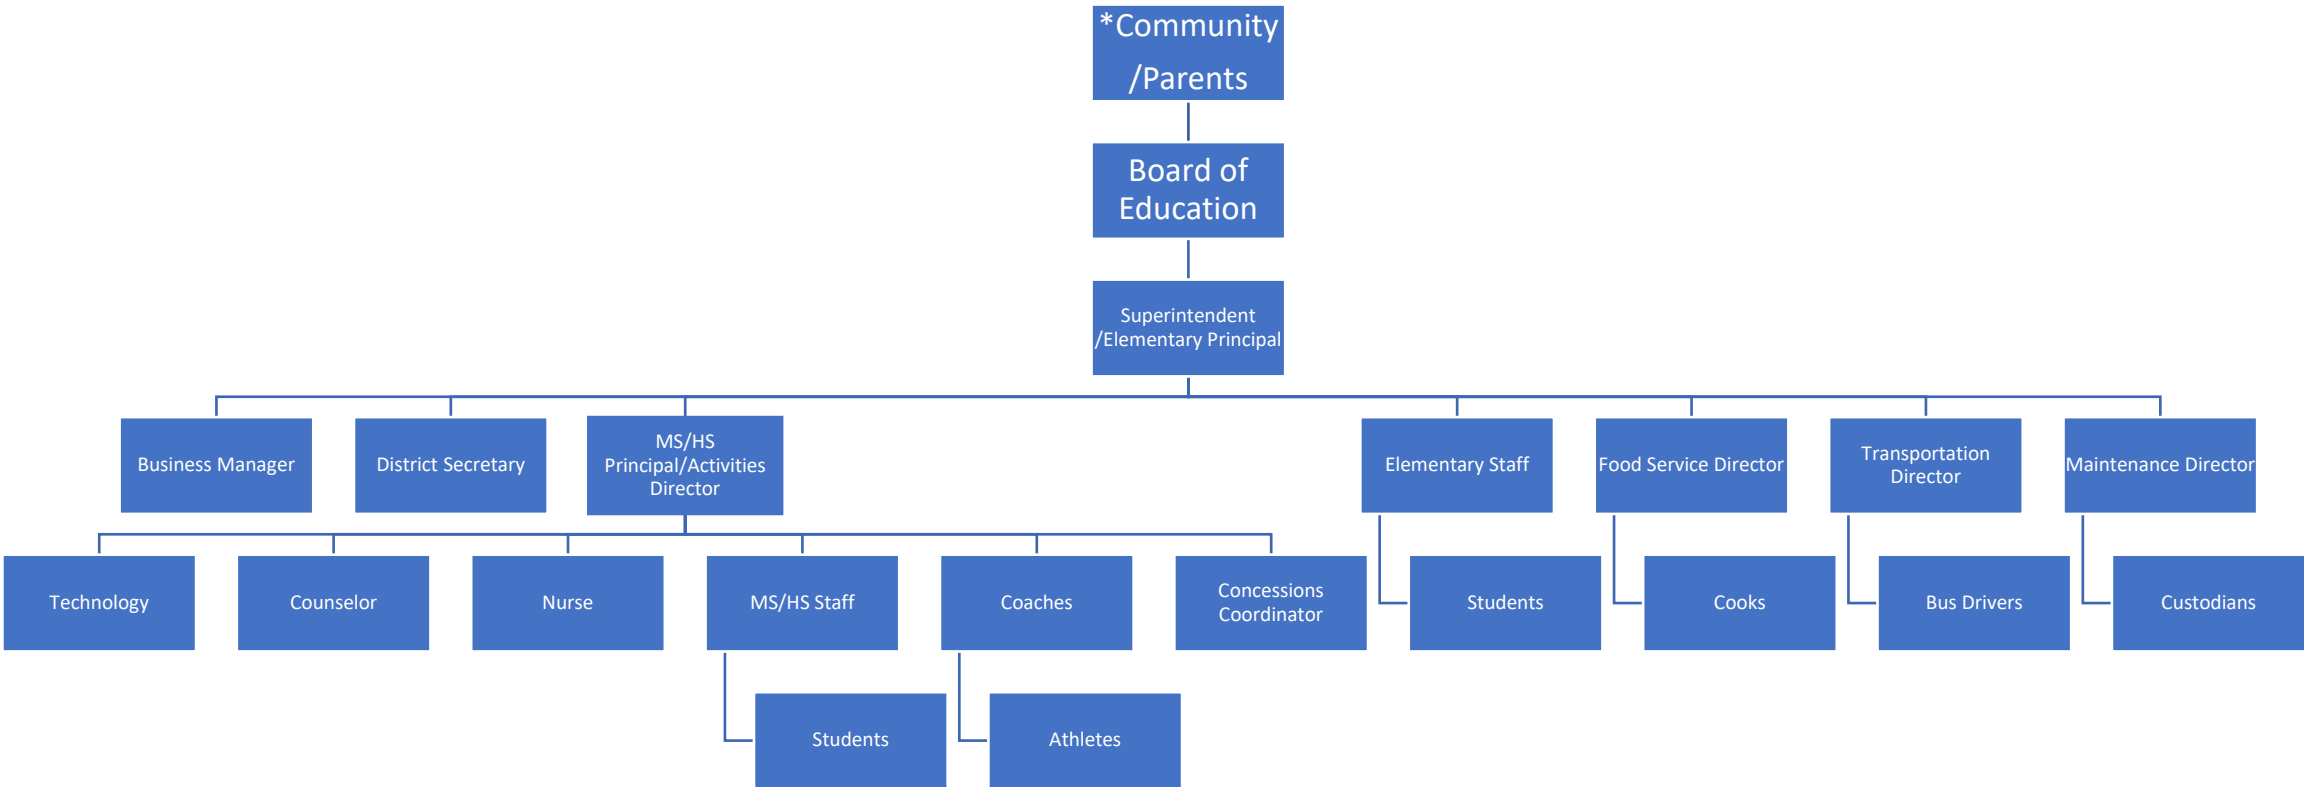 *Community
/Parents
Board of
Education
Superintendent
/Elementary Principal
Business Manager
District Secretary
MS/HS
Principal/Activities
Director
Elementary Staff
Food Service Director
Transportation
Director
Maintenance Director
Technology
Counselor
Nurse
MS/HS Staff
Coaches
Concessions
Coordinator
Students
Cooks
Bus Drivers
Custodians
Students
Athletes